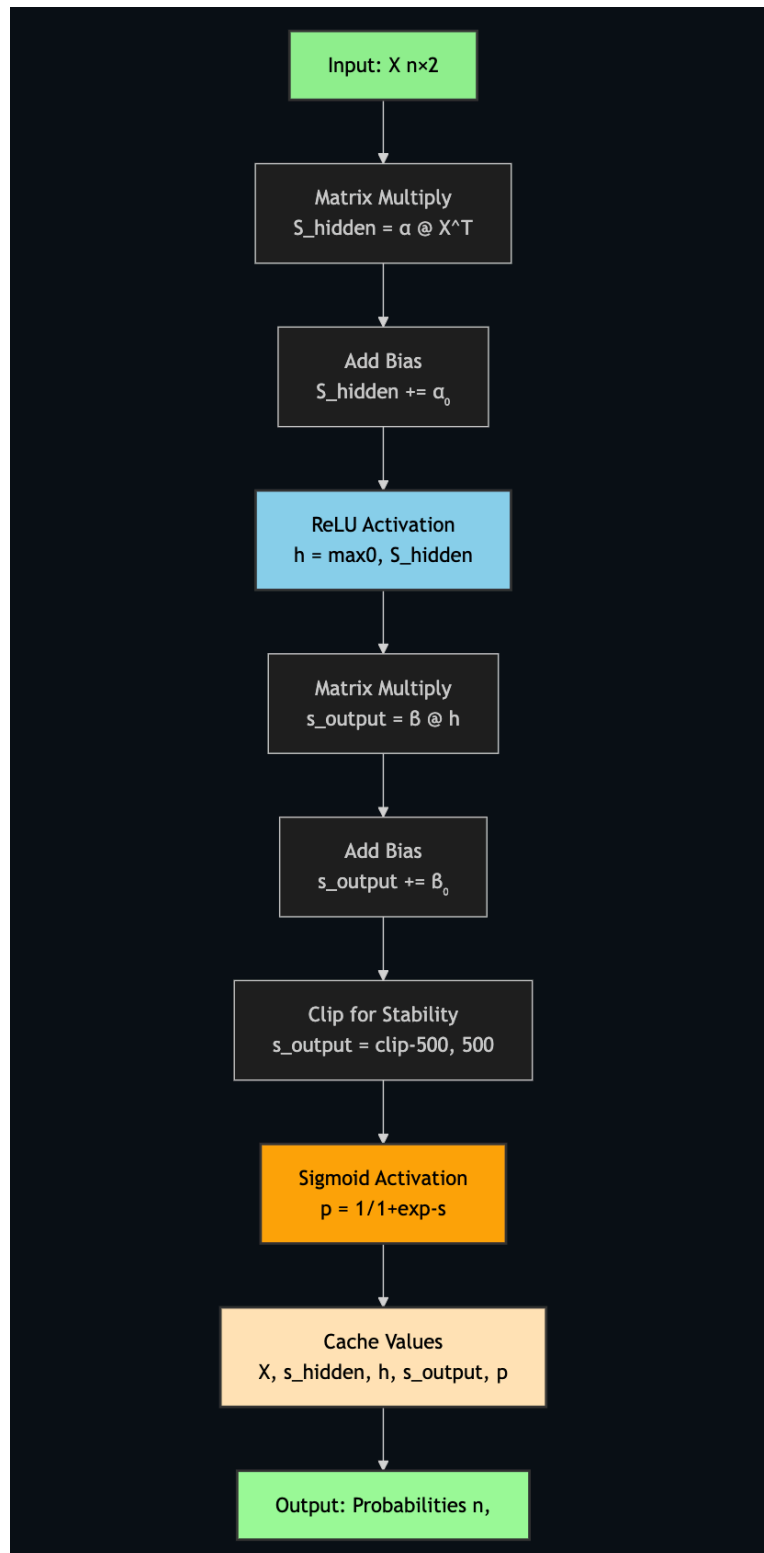 Input: X n×2
Matrix Multiply
S_hidden = α @ X^T
Add Bias
S_hidden += α₀
ReLU Activation
h = max0, S_hidden
Matrix Multiply
s_output = β @ h
Add Bias
s_output += β₀
Clip for Stability
s_output = clip-500, 500
Sigmoid Activation
p = 1/1+exp-s
Cache Values
X, s_hidden, h, s_output, p
Output: Probabilities n,